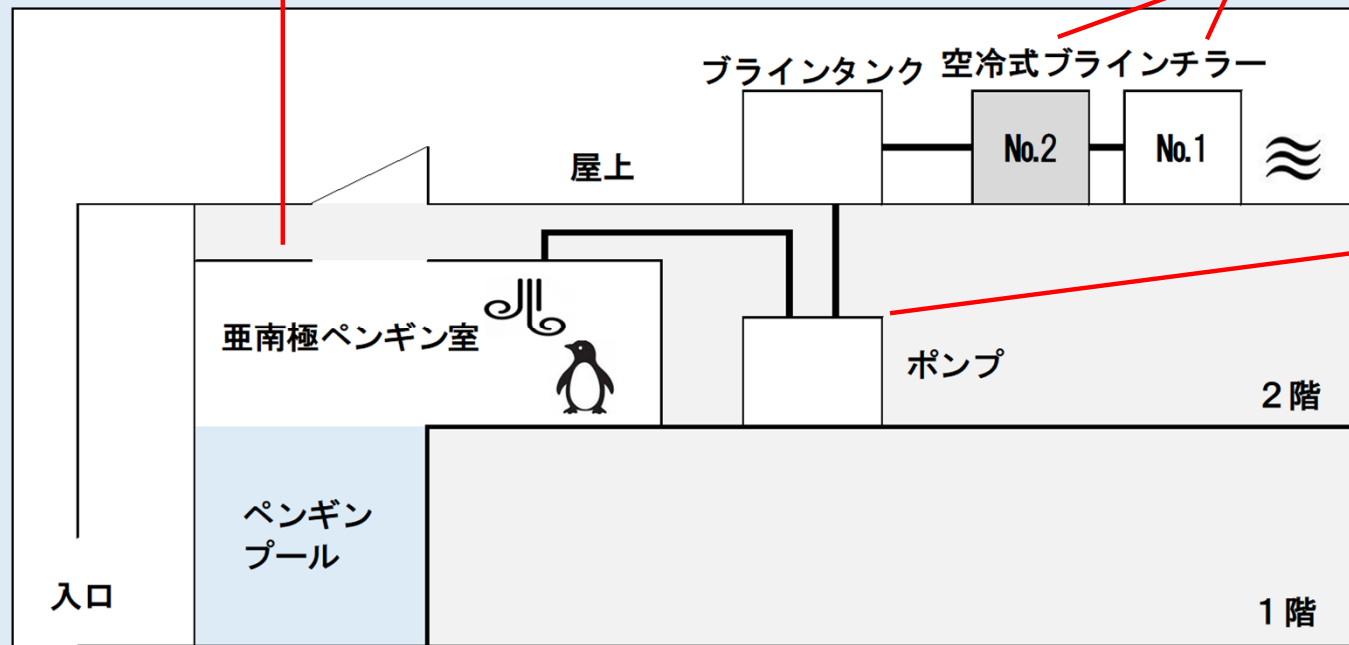 ブラインタンク
空冷式ブラインチラー
No.2
No.1
屋上
亜南極ペンギン室
ポンプ
2階
ペンギン
プール
入口
1階